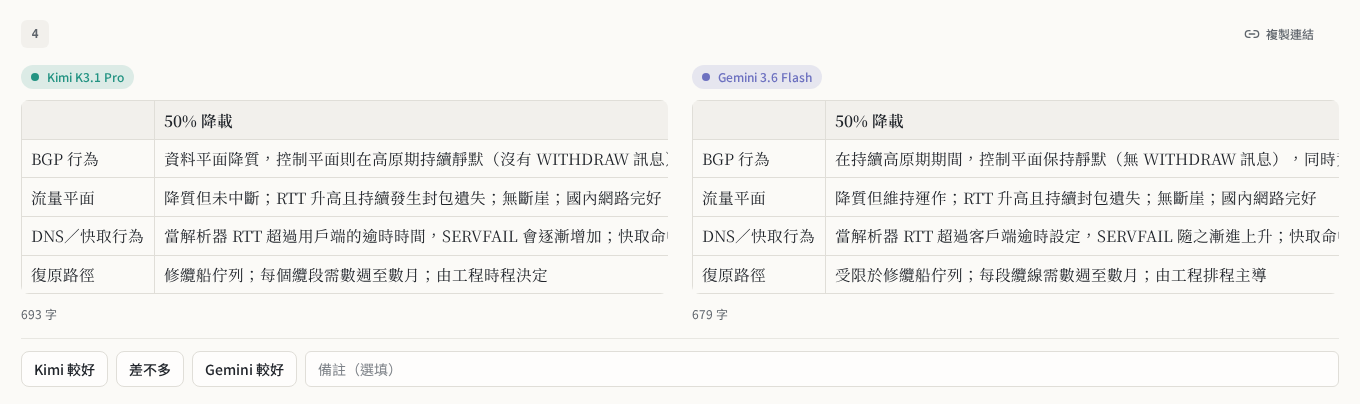 4
複製連結
Kimi K3.1 Pro
50% 降載
BGP 行為 資料平面降質，控制平面則在高原期持續靜默（沒有 WITHDRAW 訊息）
流量平面 降質但未中斷；RTT 升高且持續發生封包遺失；無斷崖；國內網路完好
DNS／快取行為 當解析器 RTT 超過用戶端的逾時時間，SERVFAIL 會逐漸增加；快取命
復原路徑 修纜船佇列；每個纜段需數週至數月；由工程時程決定
693 字
Gemini 3.6 Flash
50% 降載
BGP 行為 在持續高原期期間，控制平面保持靜默（無 WITHDRAW 訊息），同時
流量平面 降質但維持運作；RTT 升高且持續封包遺失；無斷崖；國內網路完好
DNS／快取行為 當解析器 RTT 超過客戶端逾時設定，SERVFAIL 隨之漸進上升；快取命
復原路徑 受限於修纜船佇列；每段纜線需數週至數月；由工程排程主導
679 字
Kimi 較好
差不多
Gemini 較好
備註（選填）